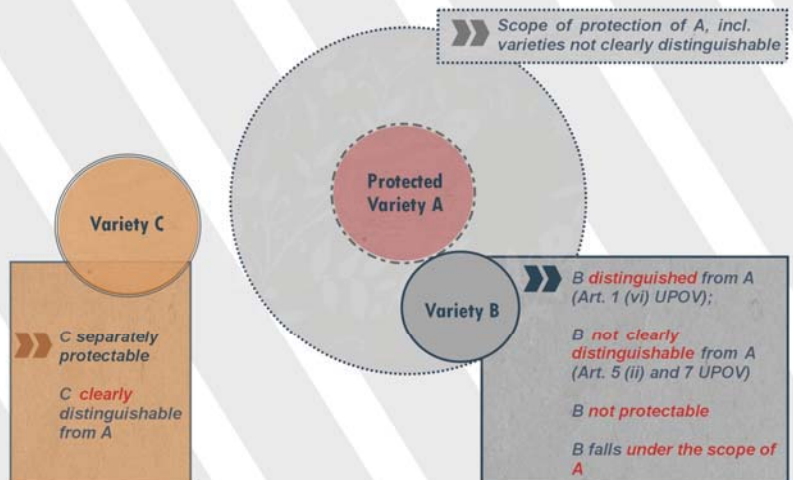 Scope of protection of A, incl.
varieties not clearly distinguishable
Protected
Variety A
Variety C
Variety B
C separately
protectable
C clearly
distinguishable
from A
B distinguished from A
(Art. 1 (vi) UPOV);
B not clearly
distinguishable from A
(Art. 5 (ii) and 7 UPOV)
B not protectable
B falls under the scope of
A